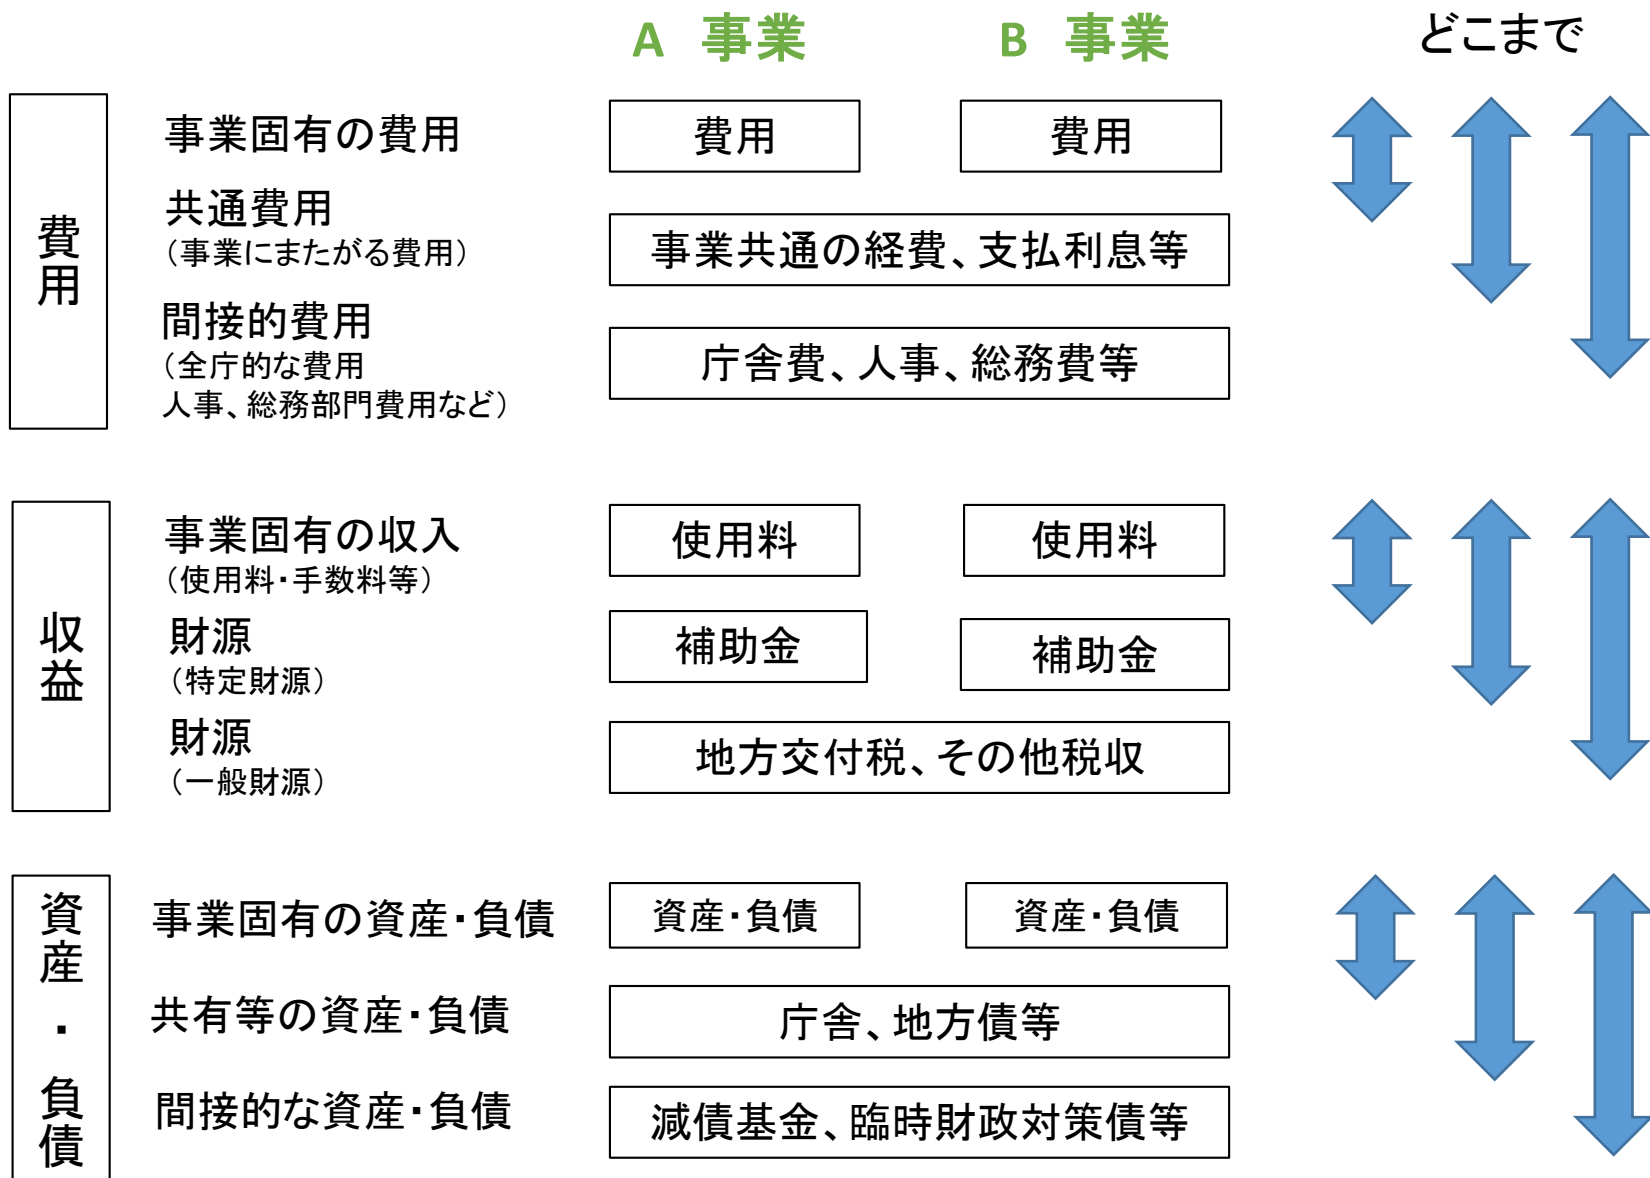 A 事業
B 事業
どこまで
費用
事業固有の費用
費用
費用
共通費用
（事業にまたがる費用）
事業共通の経費、支払利息等
間接的費用
（全庁的な費用
人事、総務部門費用など）
庁舎費、人事、総務費等
収益
事業固有の収入
（使用料・手数料等）
使用料
使用料
財源
（特定財源）
補助金
補助金
財源
（一般財源）
地方交付税、その他税収
資産・負債
事業固有の資産・負債
資産・負債
資産・負債
共有等の資産・負債
庁舎、地方債等
間接的な資産・負債
減債基金、臨時財政対策債等